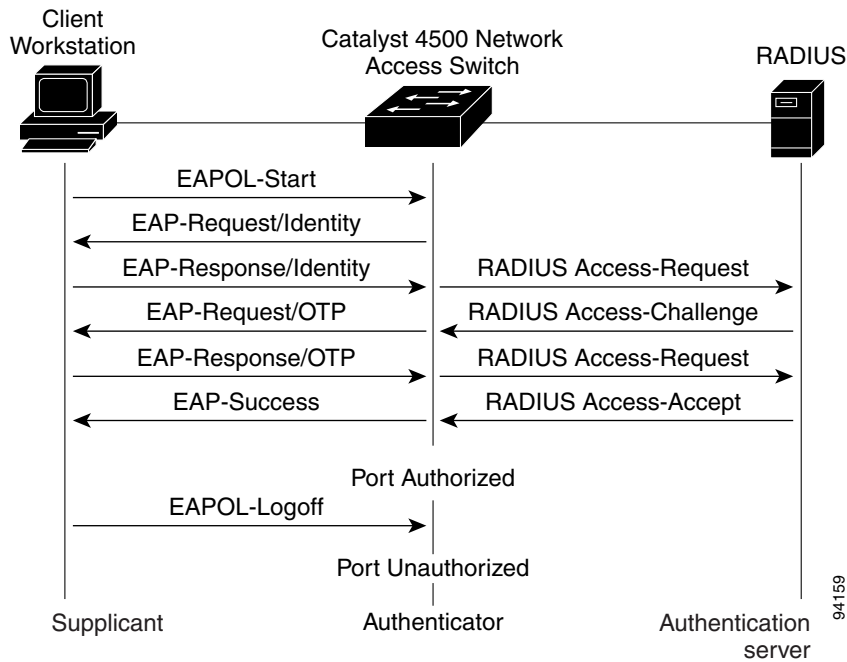 Client
Workstation
Catalyst 4500 Network
Access Switch
RADIUS
EAPOL-Start
EAP-Request/Identity
EAP-Response/Identity
RADIUS Access-Request
EAP-Request/OTP
RADIUS Access-Challenge
EAP-Response/OTP
RADIUS Access-Request
EAP-Success
RADIUS Access-Accept
Port Authorized
EAPOL-Logoff
Port Unauthorized
Supplicant
Authenticator
Authentication
server
94159